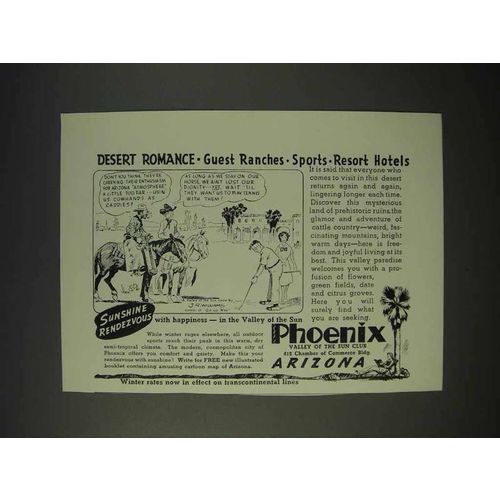 DESERT ROMANCE • Guest Ranches • Sports • Resort Hotels
DON'T YOU THINK THEY'RE
CARRYING THEIR ENTHUSIASM
FOR ARIZONA "ATMOSPHERE"
A LITTLE TOO FAR - USIN'
US COMMANDS AS
CADDIES?
AS LONG AS WE STAY ON OUR
HORSE, WE AIN'T LOST OUR
DIGNITY - YET. WAIT 'TIL
THEY WANT US TO PLAY TENNIS
WITH THEM!
J.R. WILLIAMS
It is said that everyone who
comes to visit in this desert
returns again and again,
lingering longer each time.
Discover this mysterious
land of prehistoric ruins, the
glamor and adventure of
cattle country—weird, fas-
cinating mountains, bright
warm days—here is free-
dom and joyful living at its
best. This valley paradise
welcomes you with a pro-
fusion of flowers,
green fields, date
and citrus groves.
Here you will
surely find what
you are seeking.
SUNSHINE
RENDEZVOUS
with happiness — in the Valley of the Sun
While winter rages elsewhere, all outdoor
sports reach their peak in this warm, dry
semi-tropical climate. The modern, cosmopolitan city of
Phoenix offers you comfort and gaiety. Make this your
rendezvous with sunshine! Write for FREE new illustrated
booklet containing amusing cartoon map of Arizona.
Phoenix
VALLEY OF THE SUN CLUB
412 Chamber of Commerce Bldg.
ARIZONA
Winter rates now in effect on transcontinental lines